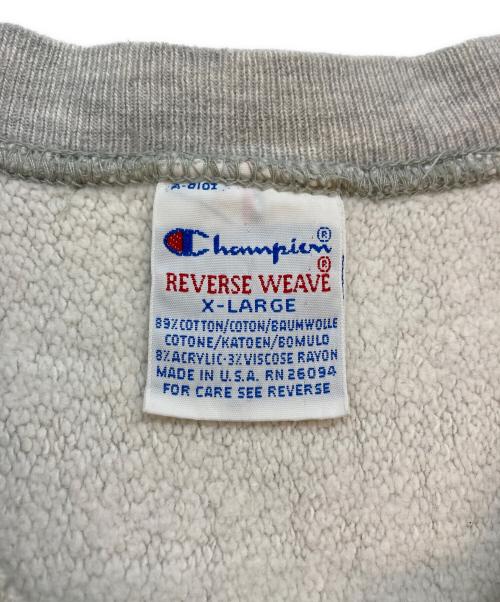 A-0102
Champion®
REVERSE WEAVE®
X-LARGE
89%COTTON/COTON/BAUMWOLLE
COTONE/KATOEN/BOMULD
8%ACRYLIC-3%VISCOSE RAYON
MADE IN U.S.A. RN 26094
FOR CARE SEE REVERSE